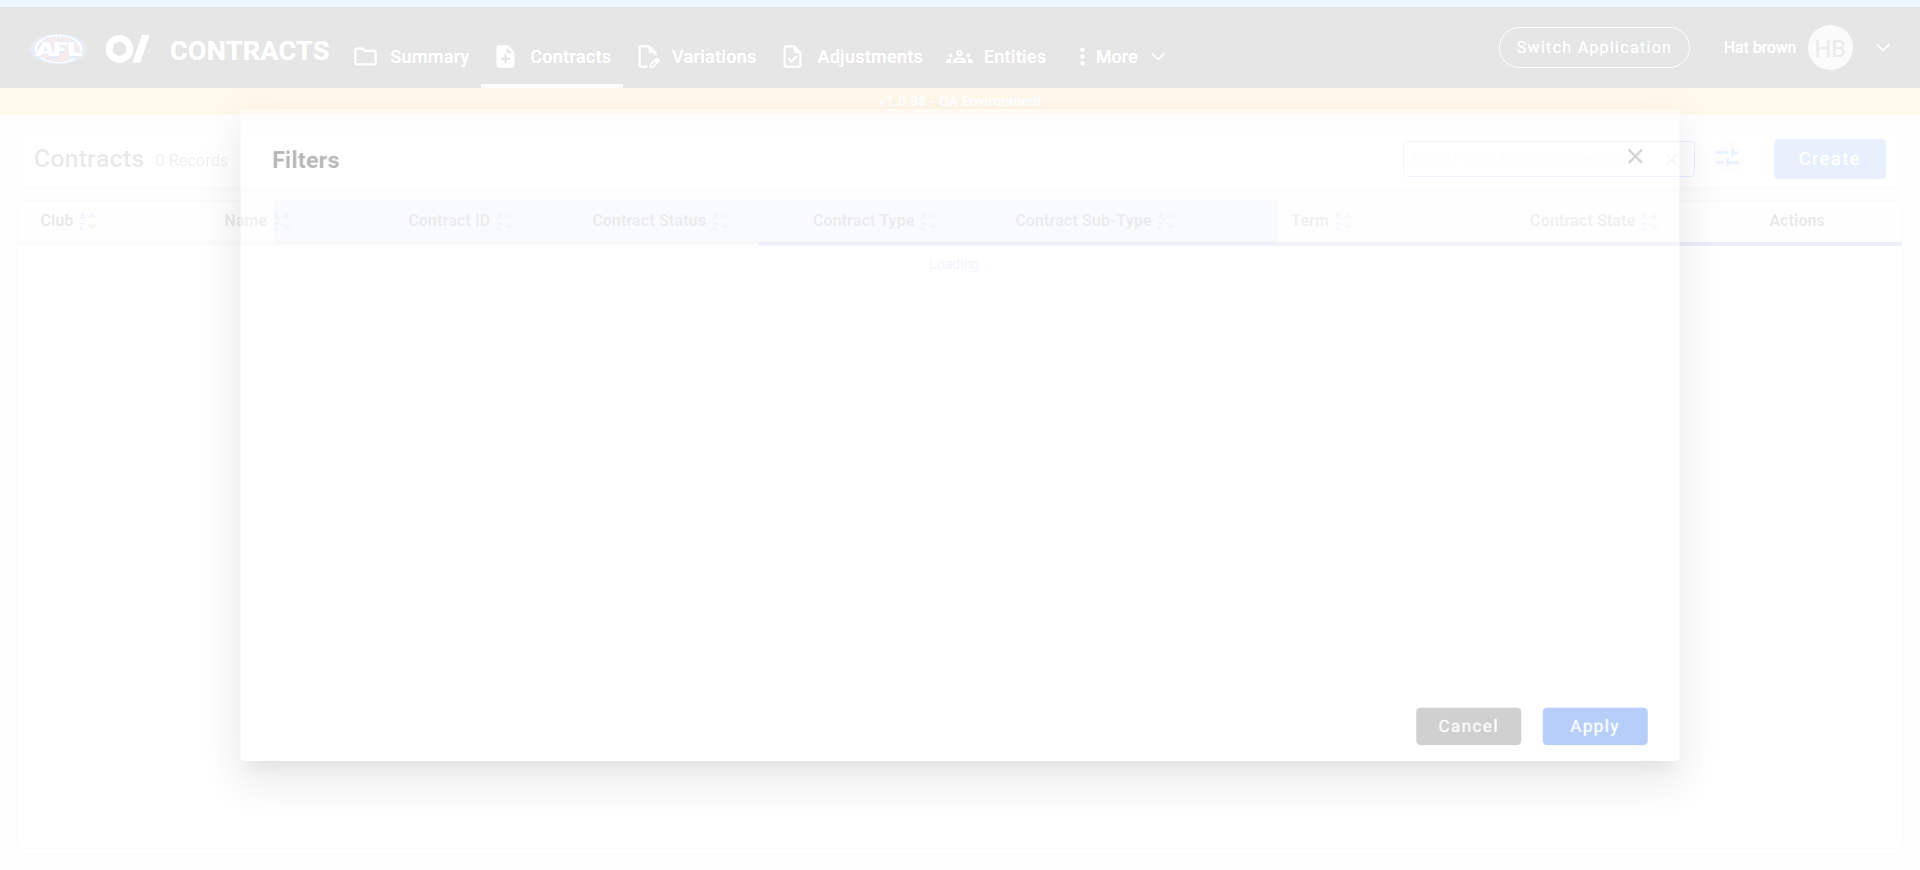 AFL CONTRACTS Summary Contracts Variations Adjustments Entities More Switch Application Hat brown HB
v1.0.98 - QA Environment
Contracts 0 Records Filters Create
Club Name Contract ID Contract Status Contract Type Contract Sub-Type Term Contract State Actions
Loading...
Cancel Apply